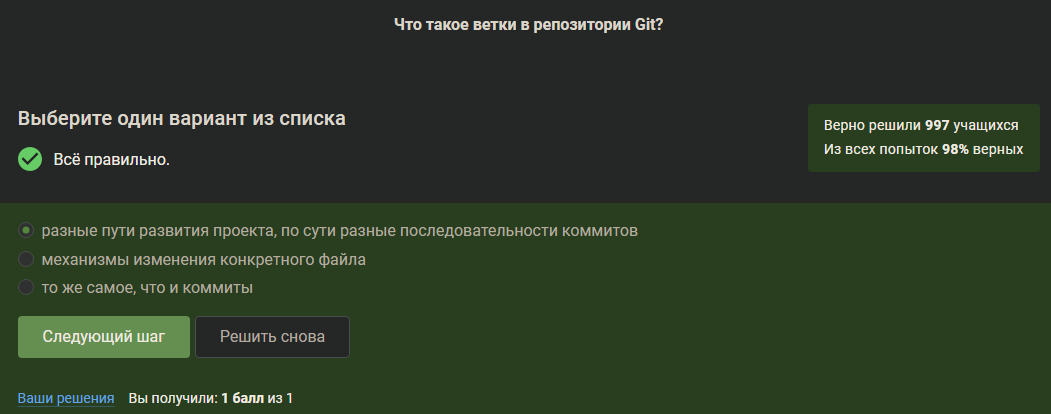 Что такое ветки в репозитории Git?
Выберите один вариант из списка
Верно решили 997 учащихся
Из всех попыток 98% верных
Всё правильно.
разные пути развития проекта, по сути разные последовательности коммитов
механизмы изменения конкретного файла
то же самое, что и коммиты
Следующий шаг Решить снова
Ваши решения Вы получили: 1 балл из 1